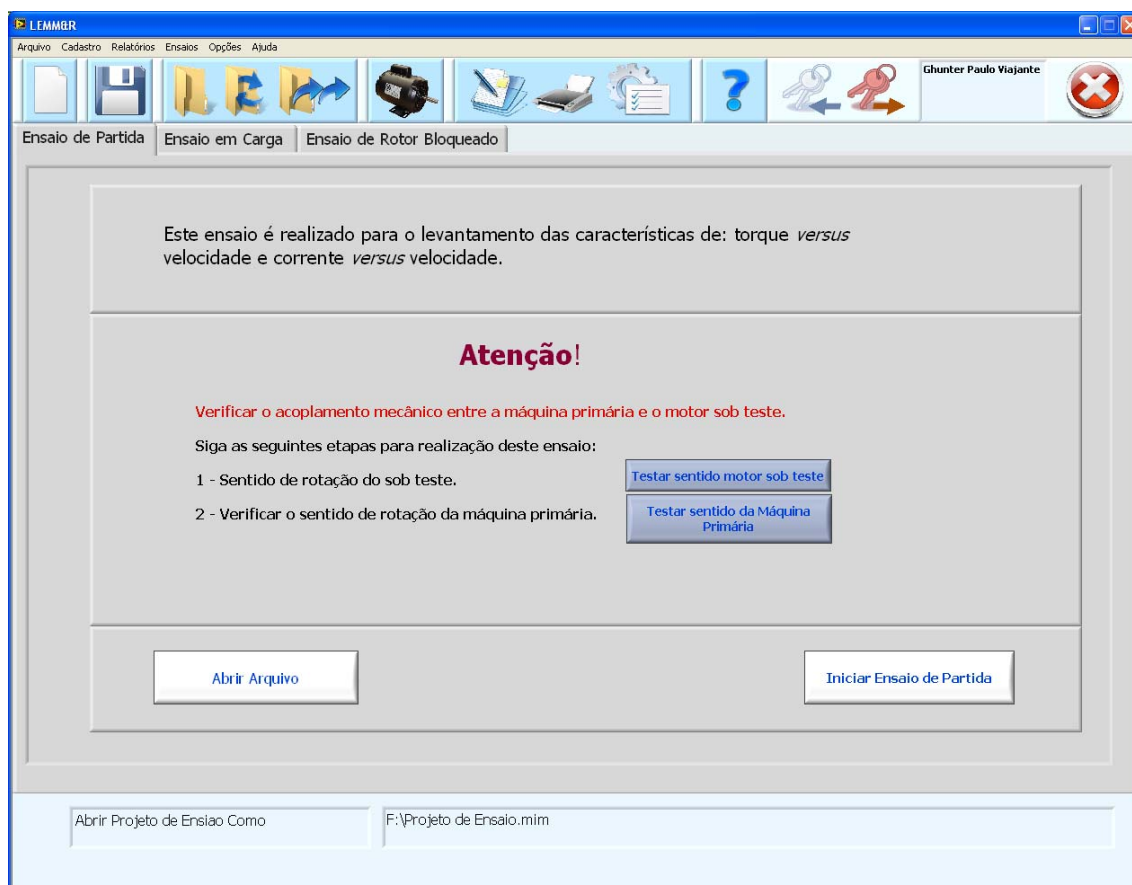 LEMM&R
Arquivo Cadastro Relatórios Ensaios Opções Ajuda
Ghunter Paulo Viajante
Ensaio de Partida Ensaio em Carga Ensaio de Rotor Bloqueado
Este ensaio é realizado para o levantamento das características de: torque versus
velocidade e corrente versus velocidade.
Atenção!
Verificar o acoplamento mecânico entre a máquina primária e o motor sob teste.
Siga as seguintes etapas para realização deste ensaio:
1 - Sentido de rotação do sob teste.
Testar sentido motor sob teste
2 - Verificar o sentido de rotação da máquina primária.
Testar sentido da Máquina
Primária
Abrir Arquivo
Iniciar Ensaio de Partida
Abrir Projeto de Ensiao Como
F:\Projeto de Ensaio.mim